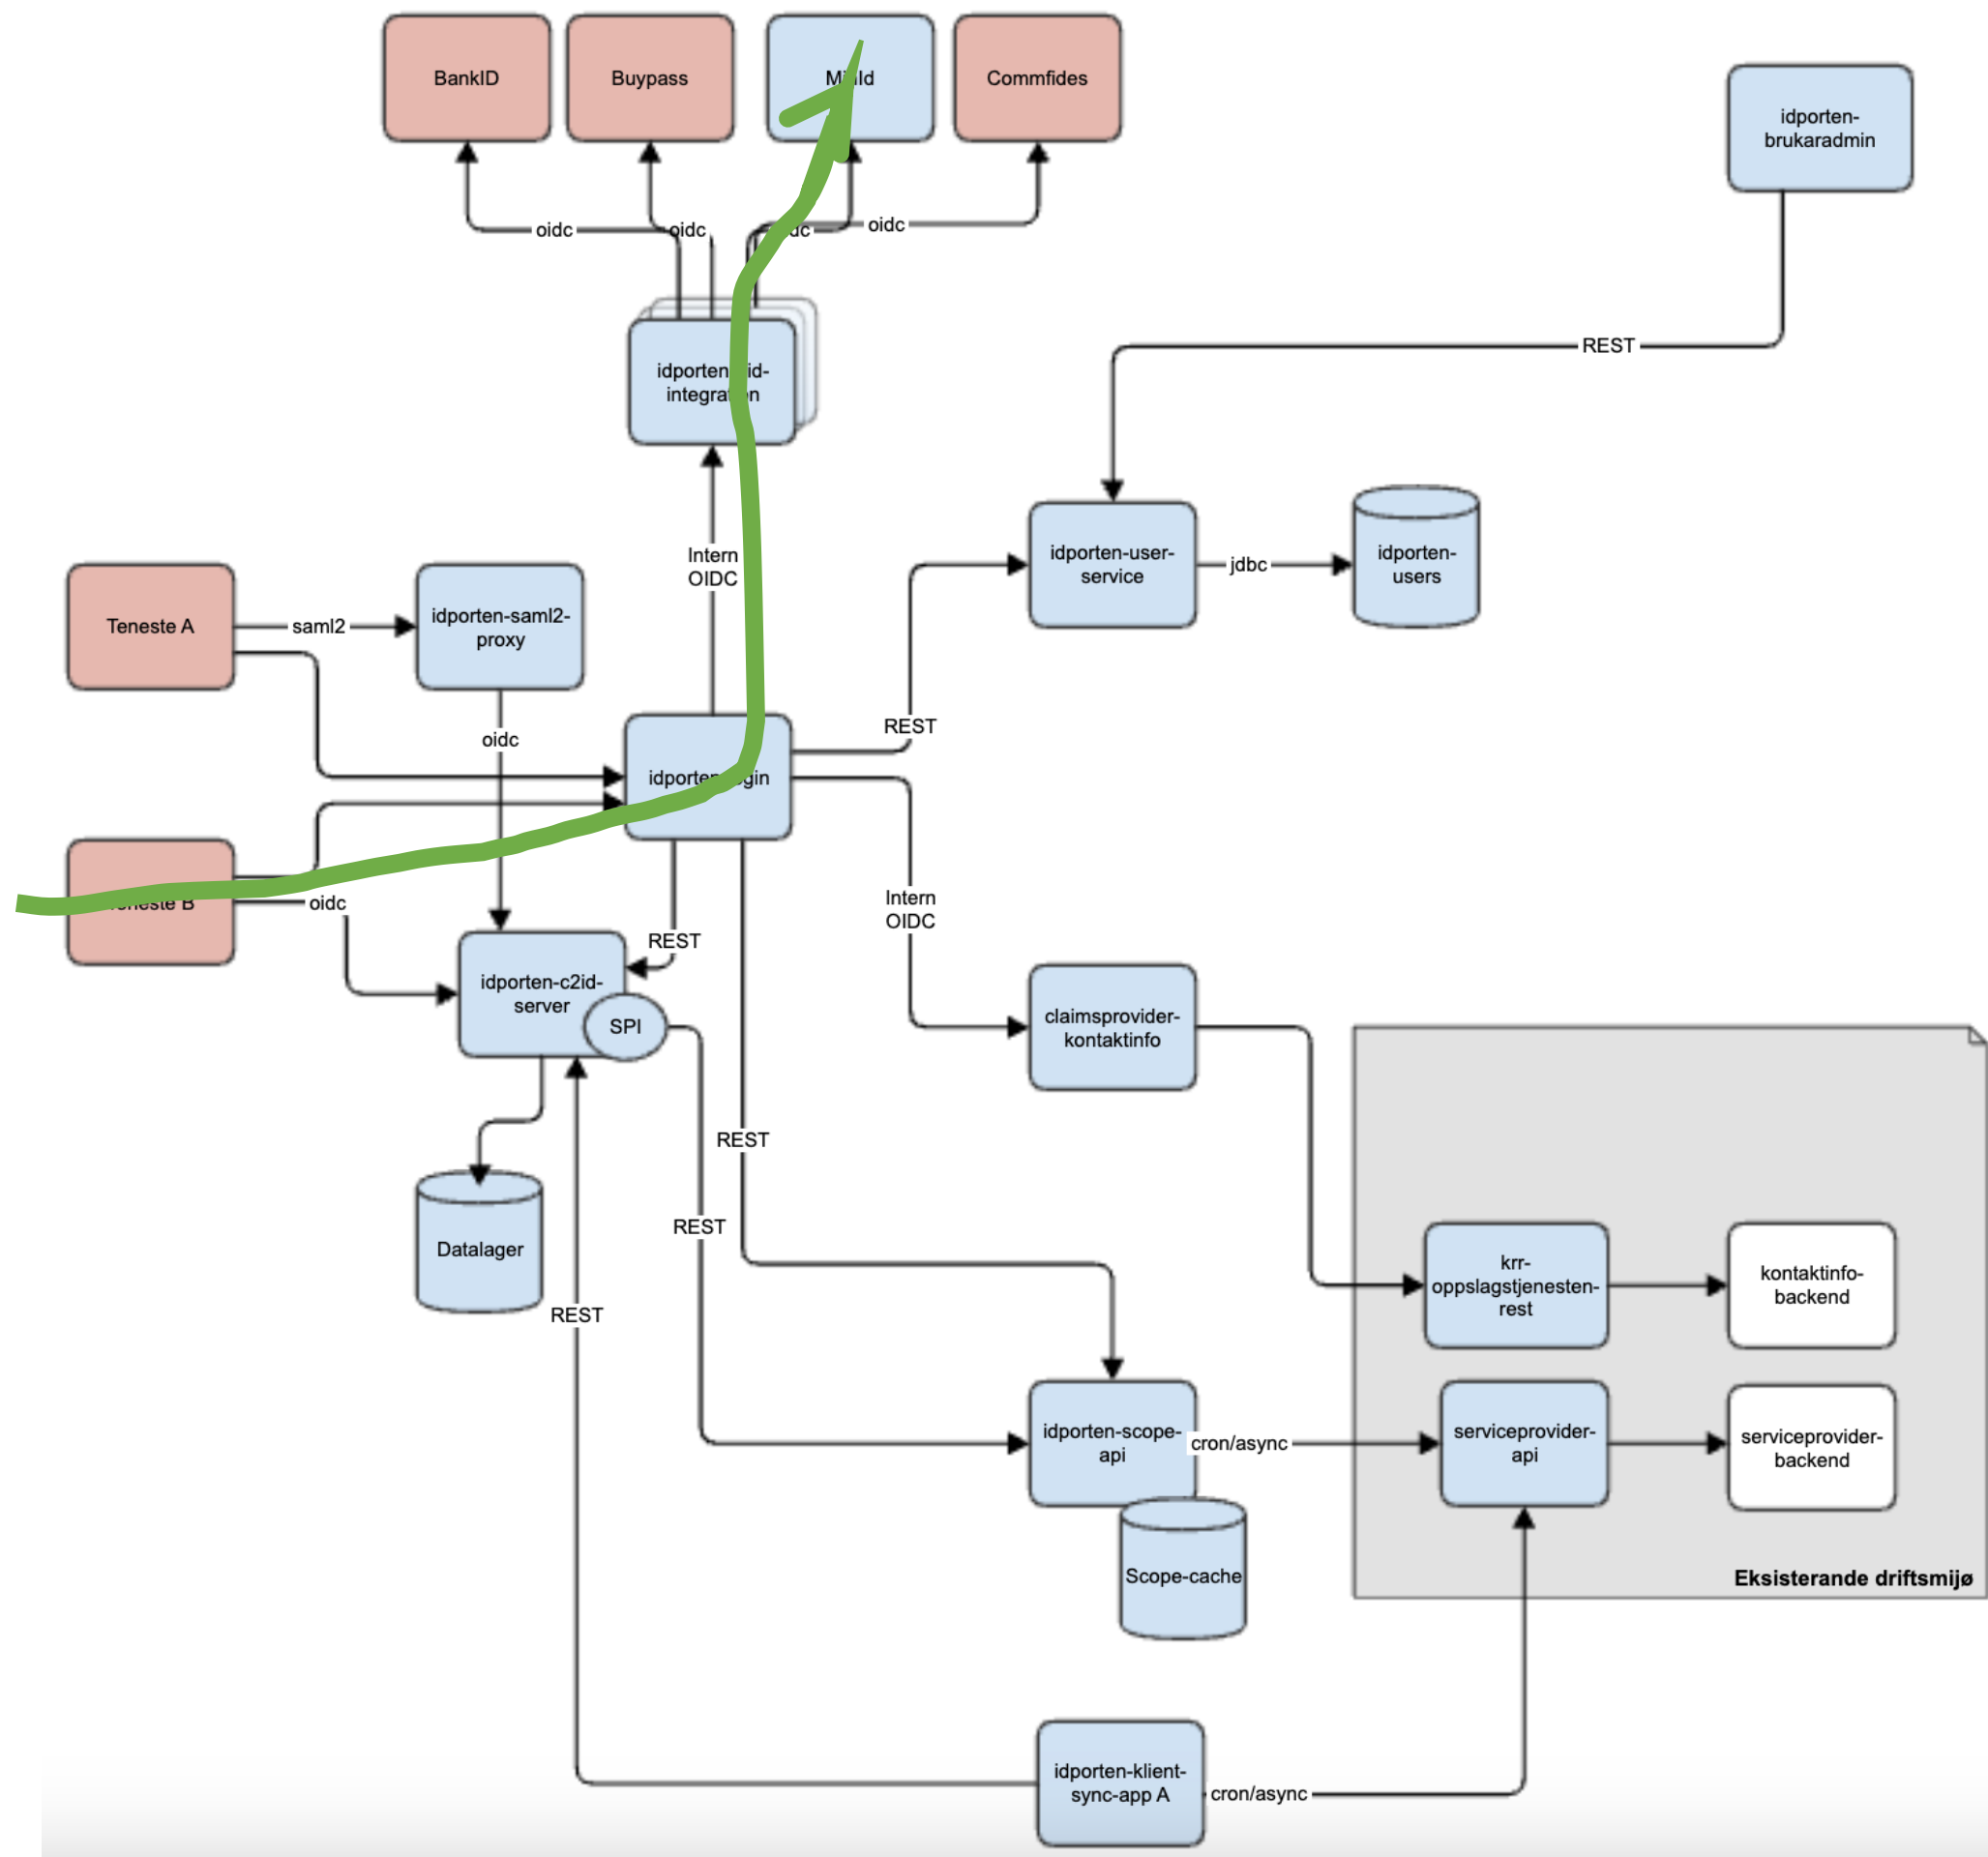 BankID
Buypass
Commfides
idporten-
brukaradmin
oidc
oidc
oidc
REST
idporten-user-
service
jdbc
idporten-
users
Intern
OIDC
Teneste A
saml2
idporten-saml2-
proxy
oidc
REST
oidc
Intern
OIDC
REST
idporten-c2id-
server
SPI
claimsprovider-
kontaktinfo
REST
REST
Datalager
REST
krr-
oppslagstjenesten-
rest
kontaktinfo-
backend
idporten-scope-
api
cron/async
serviceprovider-
api
serviceprovider-
backend
Scope-cache
Eksisterande driftsmijø
idporten-klient-
sync-app A
cron/async